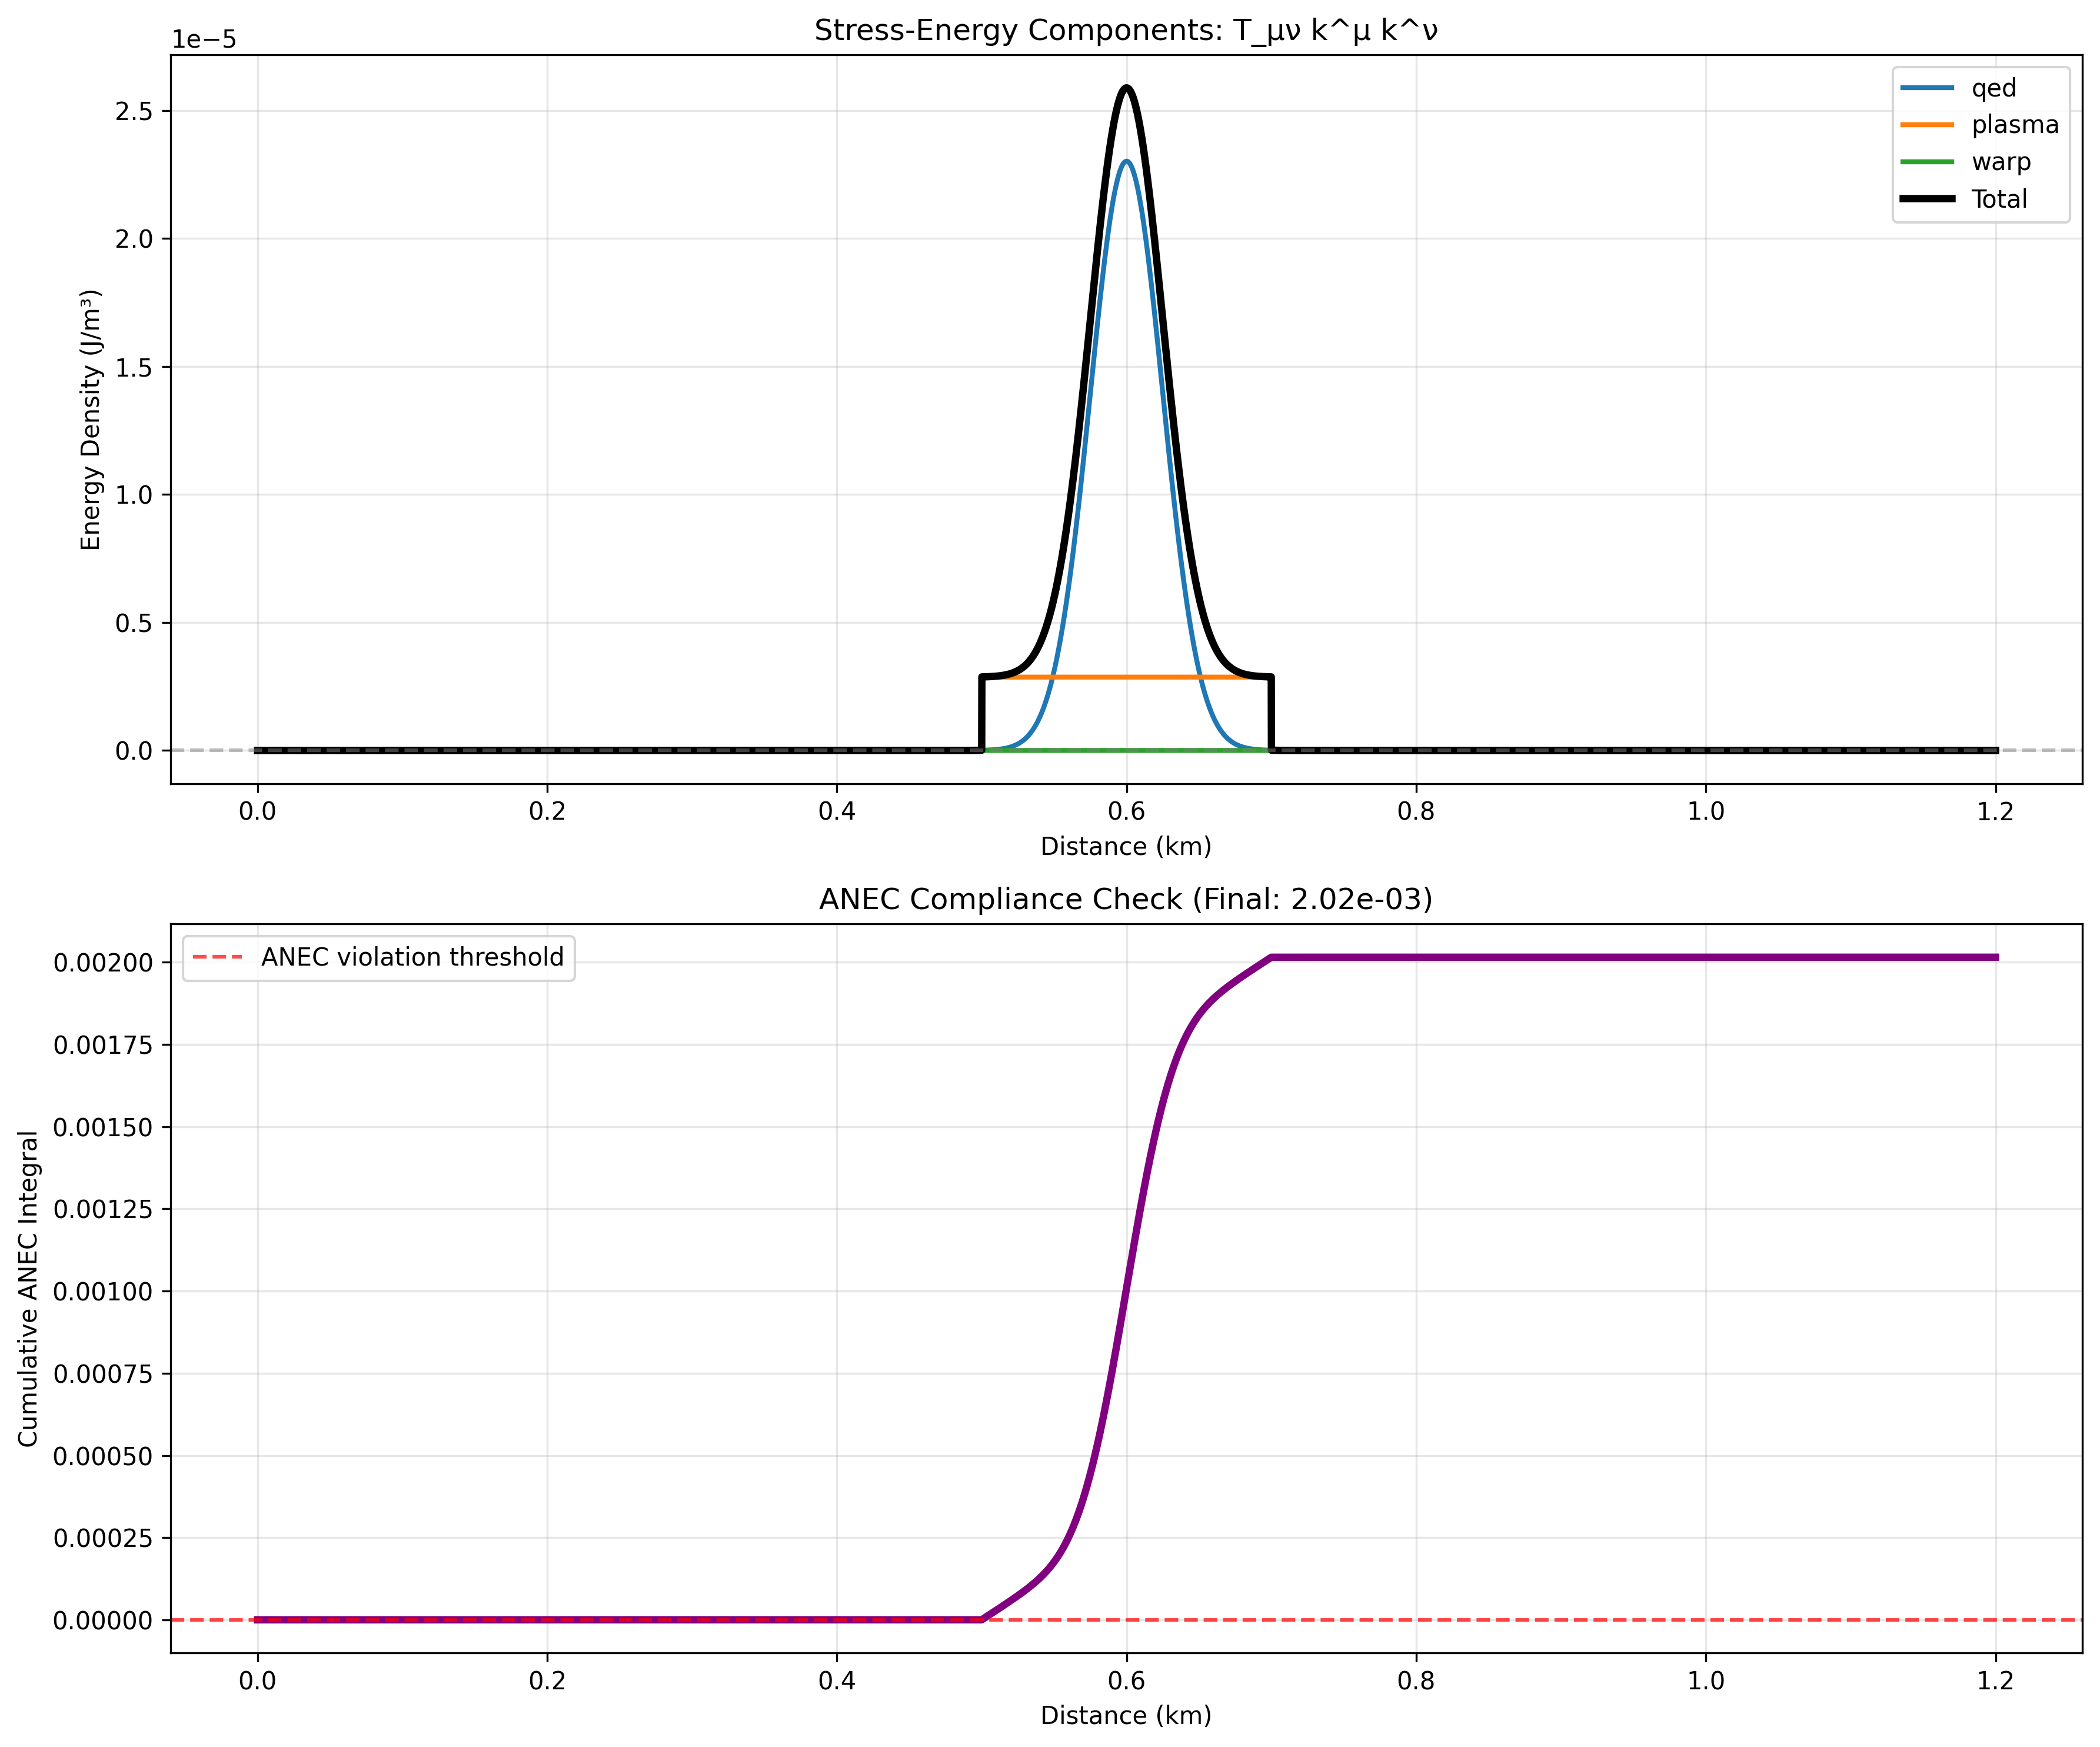 Stress-Energy Components: T_μν k^μ k^ν
1e−5
Energy Density (J/m³)
2.5
2.0
1.5
1.0
0.5
0.0
qed
plasma
warp
Total
0.0 0.2 0.4 0.6 0.8 1.0 1.2
Distance (km)
ANEC Compliance Check (Final: 2.02e-03)
ANEC violation threshold
Cumulative ANEC Integral
0.00200
0.00175
0.00150
0.00125
0.00100
0.00075
0.00050
0.00025
0.00000
0.0 0.2 0.4 0.6 0.8 1.0 1.2
Distance (km)